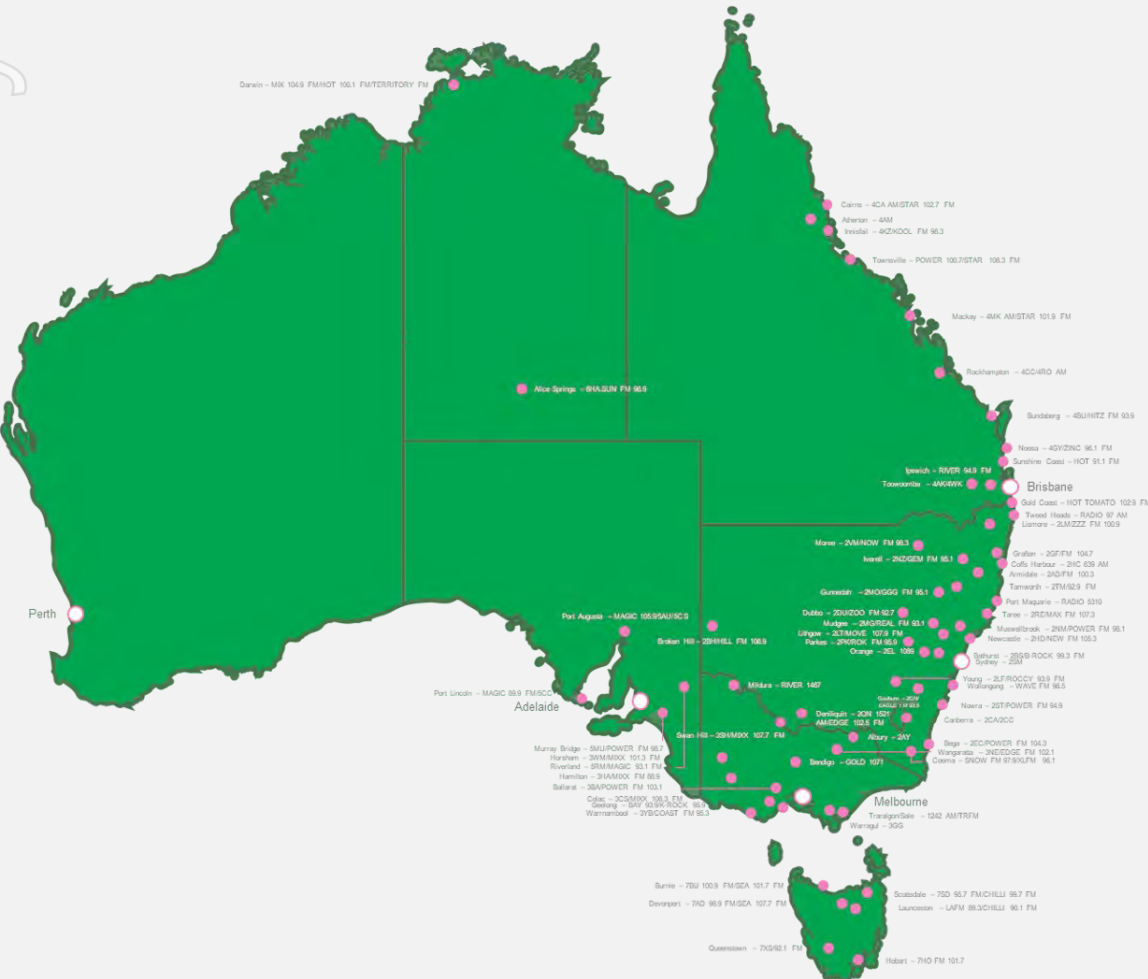 Darwin – MIX 104.9 FM/HOT 100.1 FM/TERRITORY FM
Cairns – 4CA AM/STAR 102.7 FM
Atherton – 4AM
Innisfail – 4KZ/KOOL FM 98.3
Townsville – POWER 100.7/STAR 106.3 FM
Mackay – 4MK AM/STAR 101.9 FM
Rockhampton – 4CC/4RO AM
Alice Springs – 8HA.SUN FM 96.9
Bundaberg – 4BU/HITZ FM 93.9
Noosa – 4GY/ZINC 96.1 FM
Sunshine Coast – HOT 91.1 FM
Ipswich – RIVER 94.9 FM
Toowoomba – 4AK/4WK
Brisbane
Gold Coast – HOT TOMATO 102.9 FM
Tweed Heads – RADIO 97 AM
Lismore – 2LM/ZZZ FM 100.9
Moree – 2VM/NOW FM 98.3
Grafton – 2GF/FM 104.7
Inverell – 2NZ/GEM FM 95.1
Coffs Harbour – 2HC 639 AM
Armidale – 2AD/FM 100.3
Tamworth – 2TM/92.9 FM
Gunnedah – 2MO/GGG FM 95.1
Port Maquarie – RADIO 5310
Perth
Dubbo – 2DU/ZOO FM 92.7
Taree – 2RE/MAX FM 107.3
Port Augusta – MAGIC 105.9/5AU/5CS
Mudgee – 2MG/REAL FM 93.1
Muswellbrook – 2NM/POWER FM 98.1
Lithgow – 2LT/MOVE 107.9 FM
Newcastle – 2HD/NEW FM 105.3
Broken Hill – 2BH/HILL FM 106.9
Parkes – 2PK/ROK FM 95.9
Orange – 2EL 1089
Bathurst – 2BS/B-ROCK 99.3 FM
Sydney – 2SM
Young – 2LF/ROCCY 93.9 FM
Mildura – RIVER 1467
Wollongong – WAVE FM 96.5
Port Lincoln – MAGIC 89.9 FM/5CC
Adelaide
Nowra – 2ST/POWER FM 94.9
Deniliquin – 2QN 1521
AM/EDGE 102.5 FM
Canberra – 2CA/2CC
Swan Hill – 3SH/MIXX 107.7 FM
Albury – 2AY
Bega – 2EC/POWER FM 104.3
Murray Bridge – 5MU/POWER FM 98.7
Wangaratta – 3NE/EDGE FM 102.1
Horsham – 3WM/MIXX 101.3 FM
Cooma – SNOW FM 97.9/XLFM 96.1
Bendigo – GOLD 1071
Riverland – 5RM/MAGIC 93.1 FM
Hamilton – 3HA/MIXX FM 88.9
Ballarat – 3BA/POWER FM 103.1
Colac – 3CS/MIXX 106.3 FM
Geelong – BAY 93.9/K-ROCK 95.5
Melbourne
Warrnambool – 3YB/COAST FM 95.3
Traralgon/Sale – 1242 AM/TRFM
Warragul – 3GG
Burnie – 7BU 100.9 FM/SEA 101.7 FM
Scottsdale – 7SD 95.7 FM/CHILLI 99.7 FM
Devonport – 7AD 98.9 FM/SEA 107.7 FM
Launceston – LAFM 89.3/CHILLI 90.1 FM
Queenstown – 7XS/92.1 FM
Hobart – 7HO FM 101.7